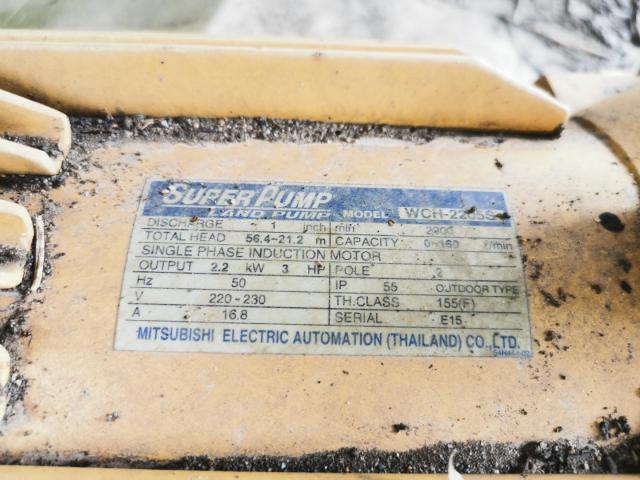 SUPER PUMP
LAND PUMP MODEL WCH-2205S
DISCHARGE 1 inch min⁻¹ 2900
TOTAL HEAD 56.4-21.2 m CAPACITY 0-160 ℓ/min
SINGLE PHASE INDUCTION MOTOR
OUTPUT 2.2 kW 3 HP POLE 2
Hz 50 IP 55 OUTDOOR TYPE
V 220-230 TH.CLASS 155(F)
A 16.8 SERIAL E15
MITSUBISHI ELECTRIC AUTOMATION (THAILAND) CO.,LTD.